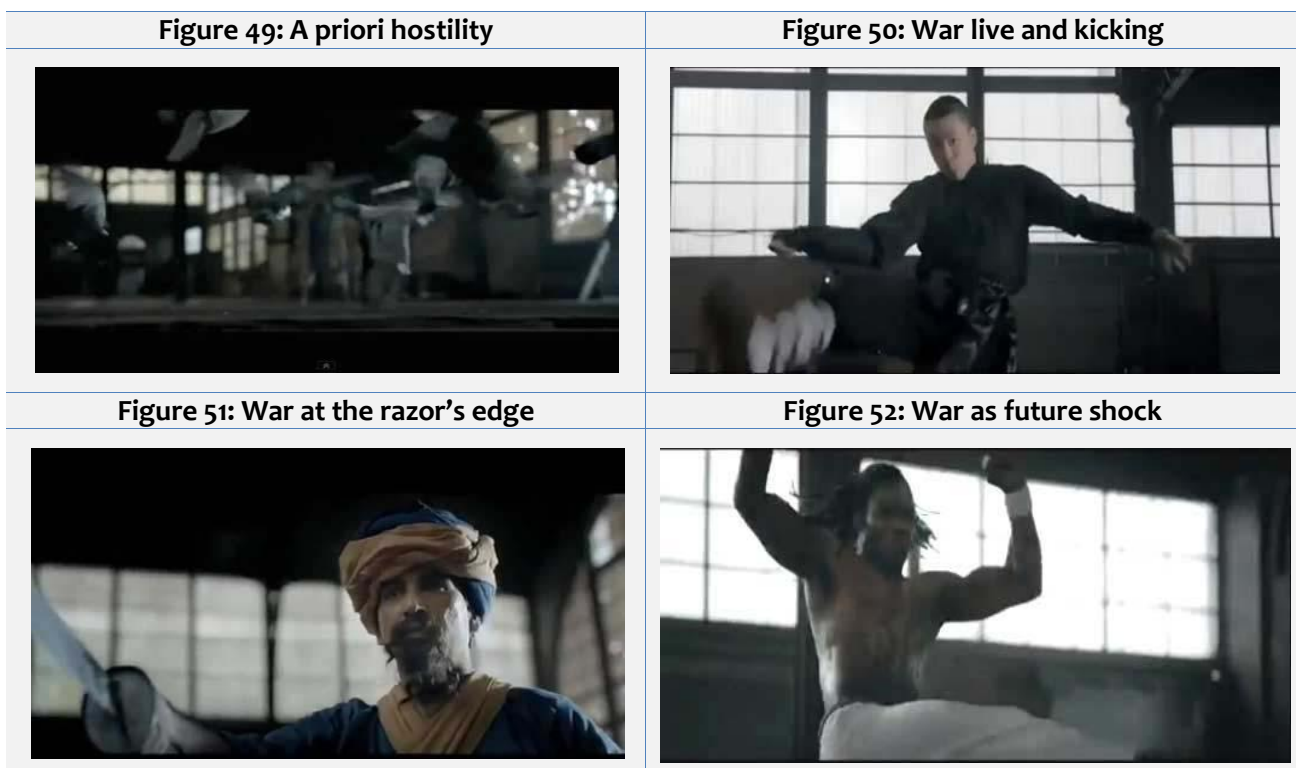 Figure 49: A priori hostility
Figure 50: War live and kicking
Figure 51: War at the razor’s edge
Figure 52: War as future shock